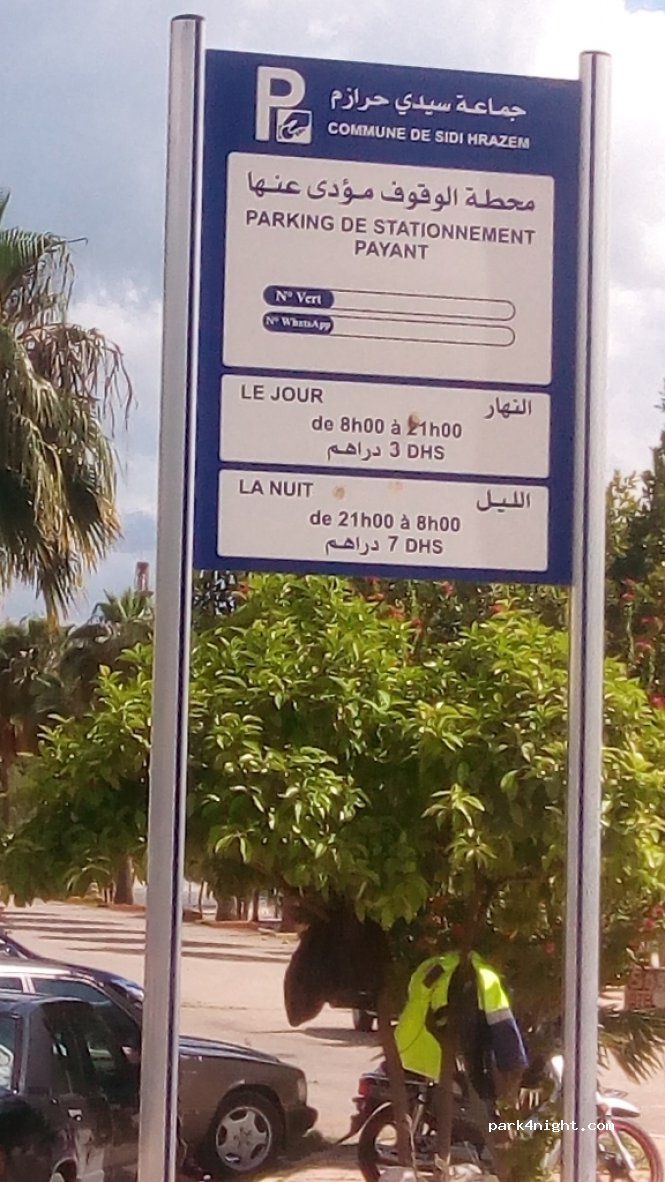 P
جماعة سيدي حرازم
COMMUNE DE SIDI HRAZEM
محطة الوقوف مؤدى عنها
PARKING DE STATIONNEMENT
PAYANT
N° Vert
N° WhatsApp
LE JOUR النهار
de 8h00 à 21h00
3 DHS دراهم
LA NUIT الليل
de 21h00 à 8h00
7 DHS دراهم
park4night.com